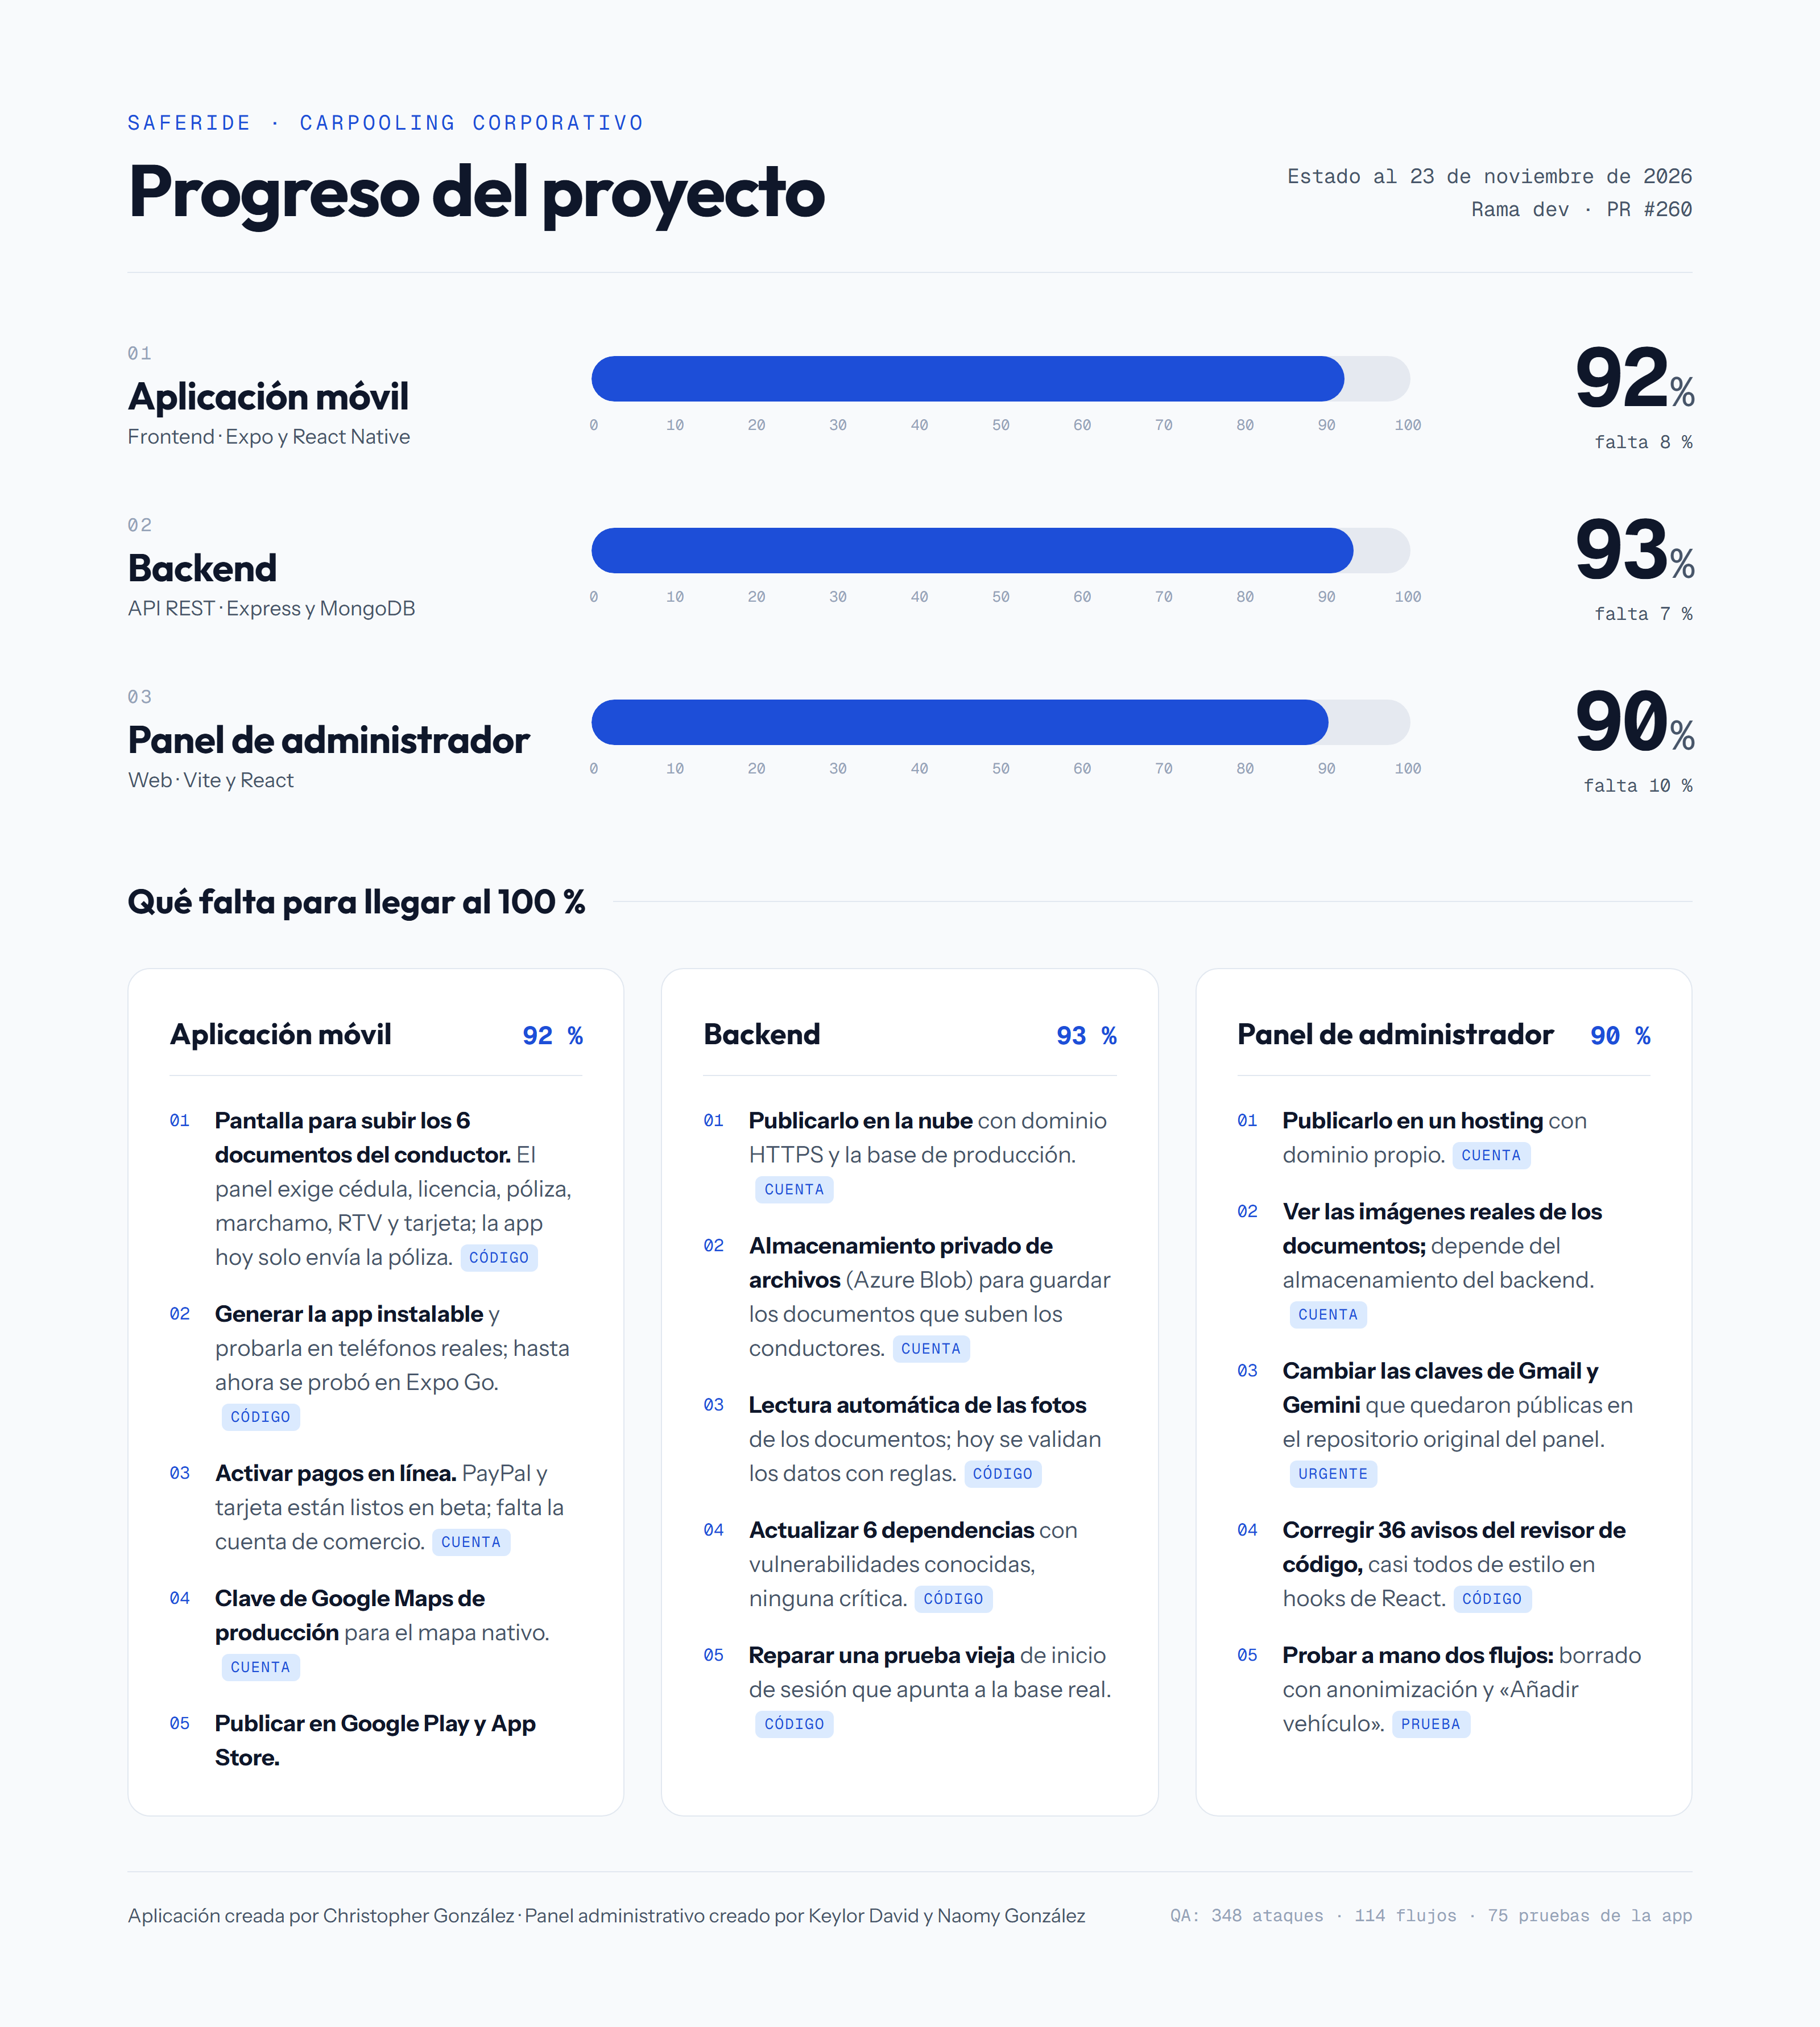 SAFERIDE · CARPOOLING CORPORATIVO
Progreso del proyecto
Estado al 23 de noviembre de 2026
Rama dev · PR #260
01
Aplicación móvil
Frontend · Expo y React Native
0 10 20 30 40 50 60 70 80 90 100
92%
falta 8 %
02
Backend
API REST · Express y MongoDB
0 10 20 30 40 50 60 70 80 90 100
93%
falta 7 %
03
Panel de administrador
Web · Vite y React
0 10 20 30 40 50 60 70 80 90 100
90%
falta 10 %
Qué falta para llegar al 100 %
Aplicación móvil 92 %
01 Pantalla para subir los 6
documentos del conductor. El
panel exige cédula, licencia, póliza,
marchamo, RTV y tarjeta; la app
hoy solo envía la póliza. CÓDIGO
02 Generar la app instalable y
probarla en teléfonos reales; hasta
ahora se probó en Expo Go.
CÓDIGO
03 Activar pagos en línea. PayPal y
tarjeta están listos en beta; falta la
cuenta de comercio. CUENTA
04 Clave de Google Maps de
producción para el mapa nativo.
CUENTA
05 Publicar en Google Play y App
Store.
Backend 93 %
01 Publicarlo en la nube con dominio
HTTPS y la base de producción.
CUENTA
02 Almacenamiento privado de
archivos (Azure Blob) para guardar
los documentos que suben los
conductores. CUENTA
03 Lectura automática de las fotos
de los documentos; hoy se validan
los datos con reglas. CÓDIGO
04 Actualizar 6 dependencias con
vulnerabilidades conocidas,
ninguna crítica. CÓDIGO
05 Reparar una prueba vieja de inicio
de sesión que apunta a la base real.
CÓDIGO
Panel de administrador 90 %
01 Publicarlo en un hosting con
dominio propio. CUENTA
02 Ver las imágenes reales de los
documentos; depende del
almacenamiento del backend.
CUENTA
03 Cambiar las claves de Gmail y
Gemini que quedaron públicas en
el repositorio original del panel.
URGENTE
04 Corregir 36 avisos del revisor de
código, casi todos de estilo en
hooks de React. CÓDIGO
05 Probar a mano dos flujos: borrado
con anonimización y «Añadir
vehículo». PRUEBA
Aplicación creada por Christopher González · Panel administrativo creado por Keylor David y Naomy González
QA: 348 ataques · 114 flujos · 75 pruebas de la app